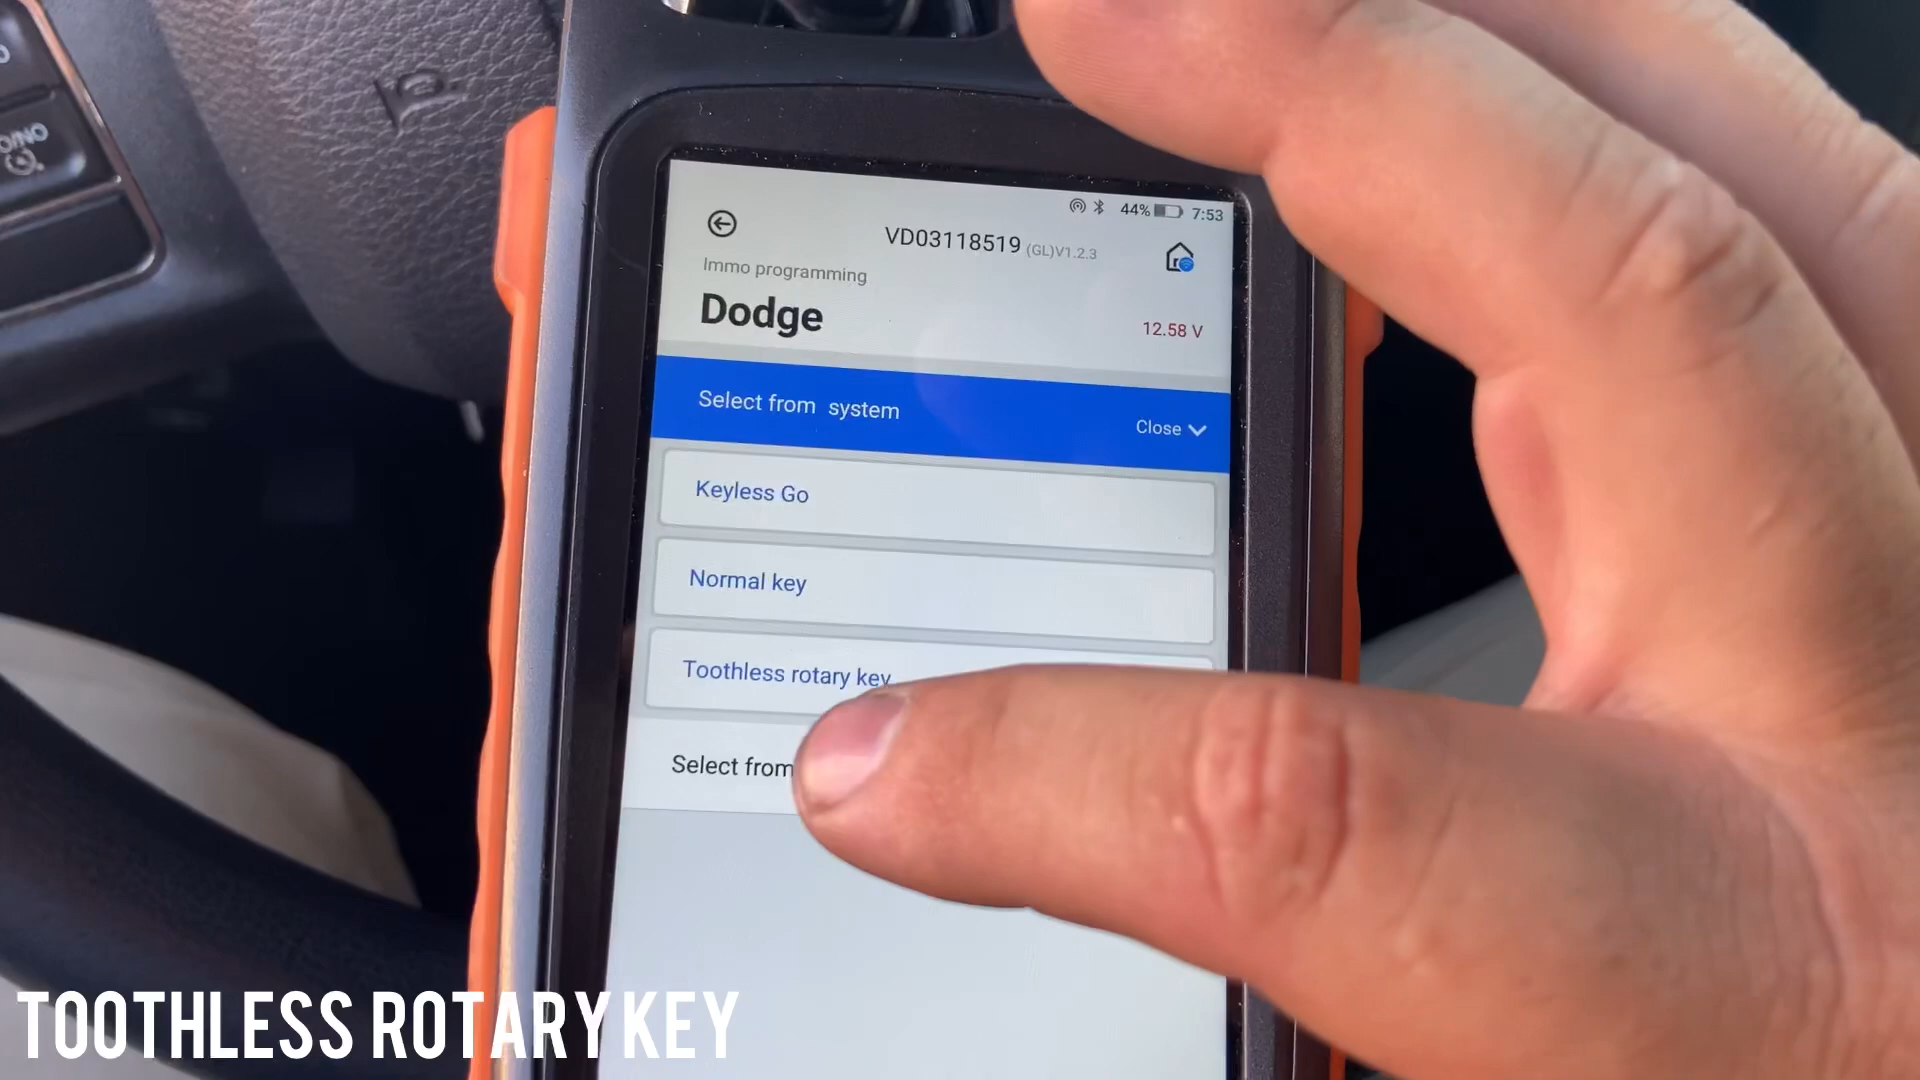 44% 7:53
VD03118519 (GL)V1.2.3
Immo programming
Dodge
12.58 V
Select from system
Close
Keyless Go
Normal key
Toothless rotary key
Select from
TOOTHLESS ROTARY KEY